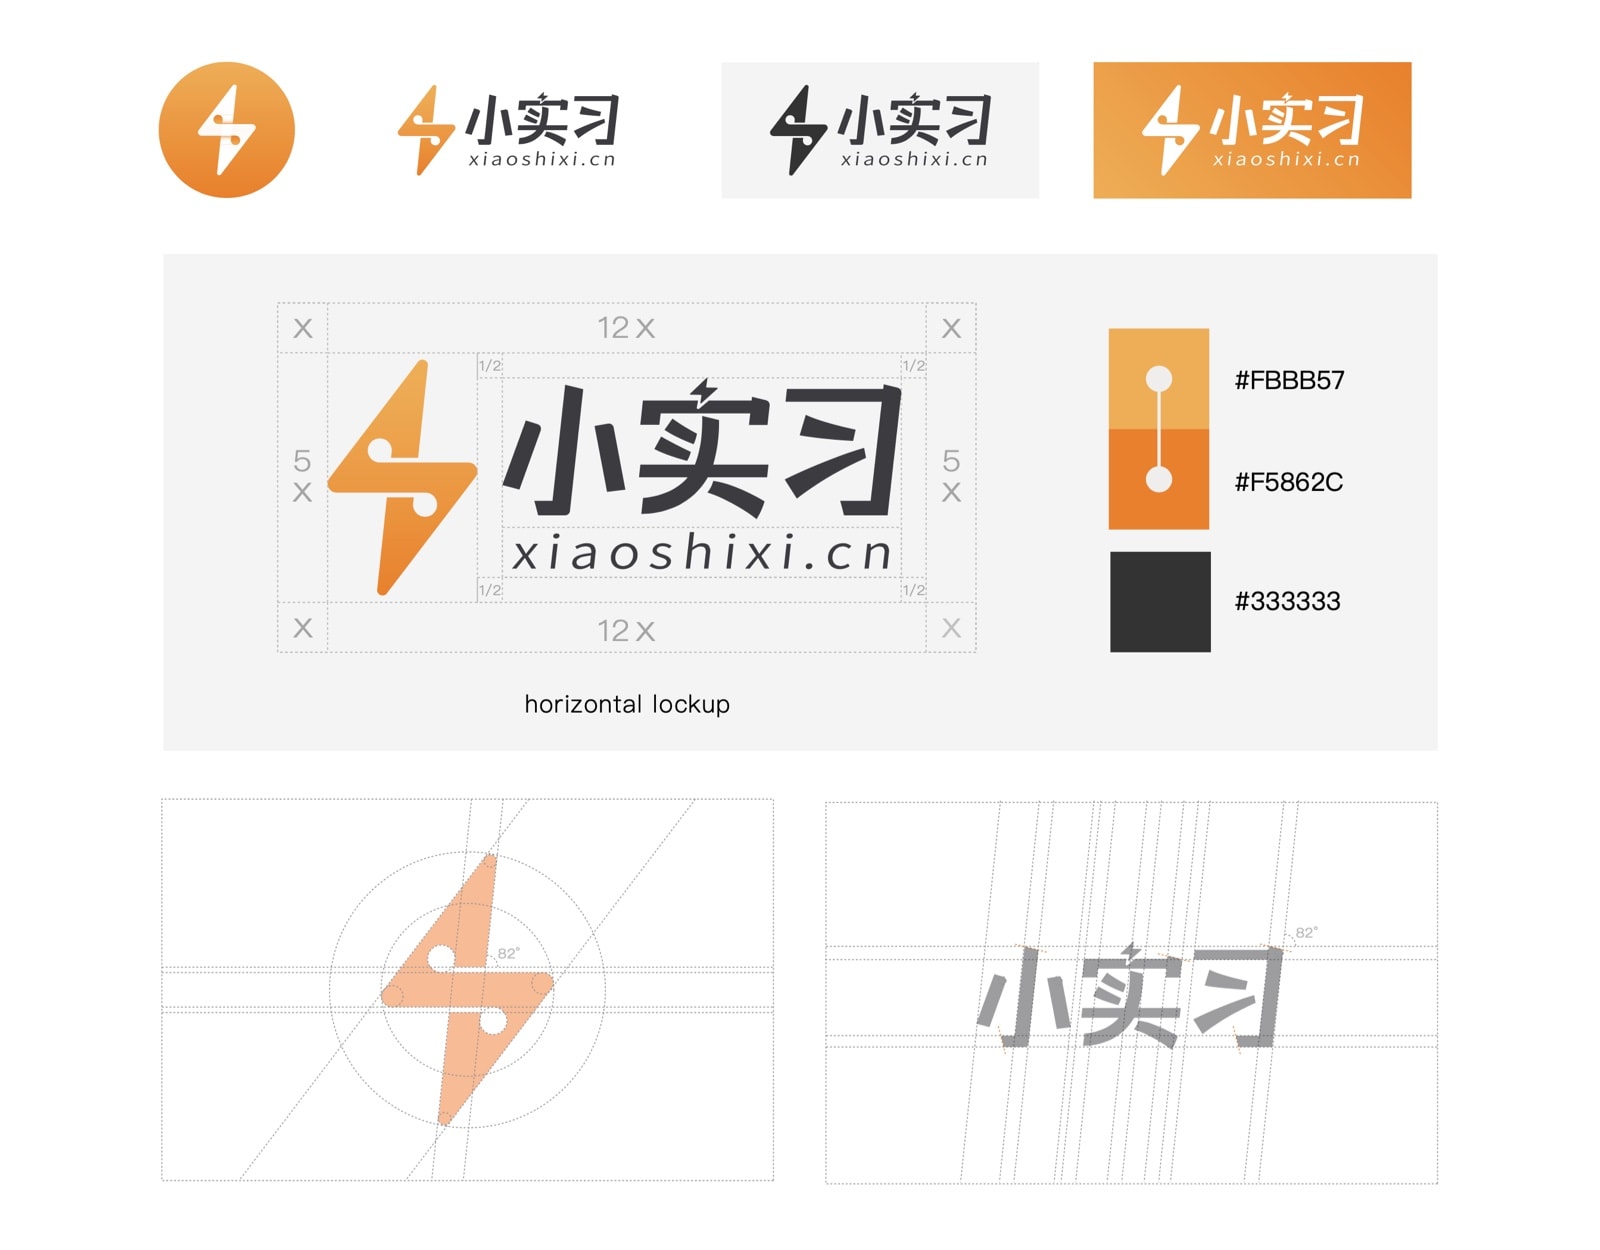 小实习
xiaoshixi.cn
小实习
xiaoshixi.cn
小实习
xiaoshixi.cn
X
12X
X
1/2
1/2
5
X
小实习
5
X
xiaoshixi.cn
1/2
1/2
X
12X
X
horizontal lockup
#FBBB57
#F5862C
#333333
82°
82°
小实习